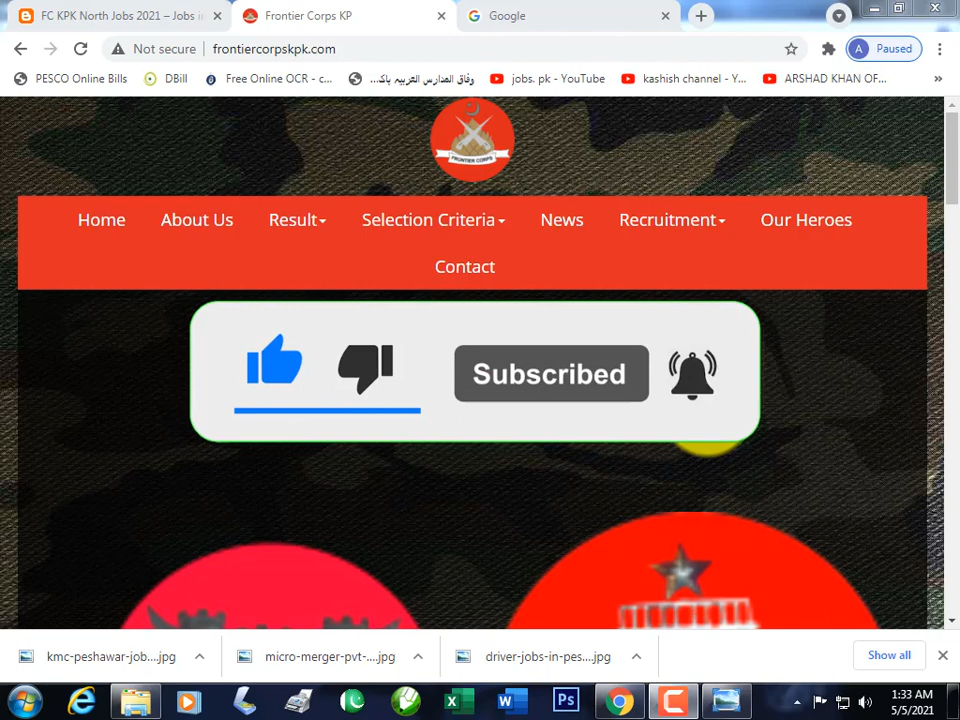 FC KPK North Jobs 2021 – Jobs i
Frontier Corps KP
Google
Not secure
frontiercorpskpk.com
A Paused
PESCO Online Bills
DBill
Free Online OCR - c...
وفاق المدارس العربیہ پاک...
jobs. pk - YouTube
kashish channel - Y...
ARSHAD KHAN OF...
»
FRONTIER CORPS
Home
About Us
Result
Selection Criteria
News
Recruitment
Our Heroes
Contact
Subscribed
kmc-peshawar-job....jpg
micro-merger-pvt-....jpg
driver-jobs-in-pes....jpg
Show all
Ps
1:33 AM
5/5/2021